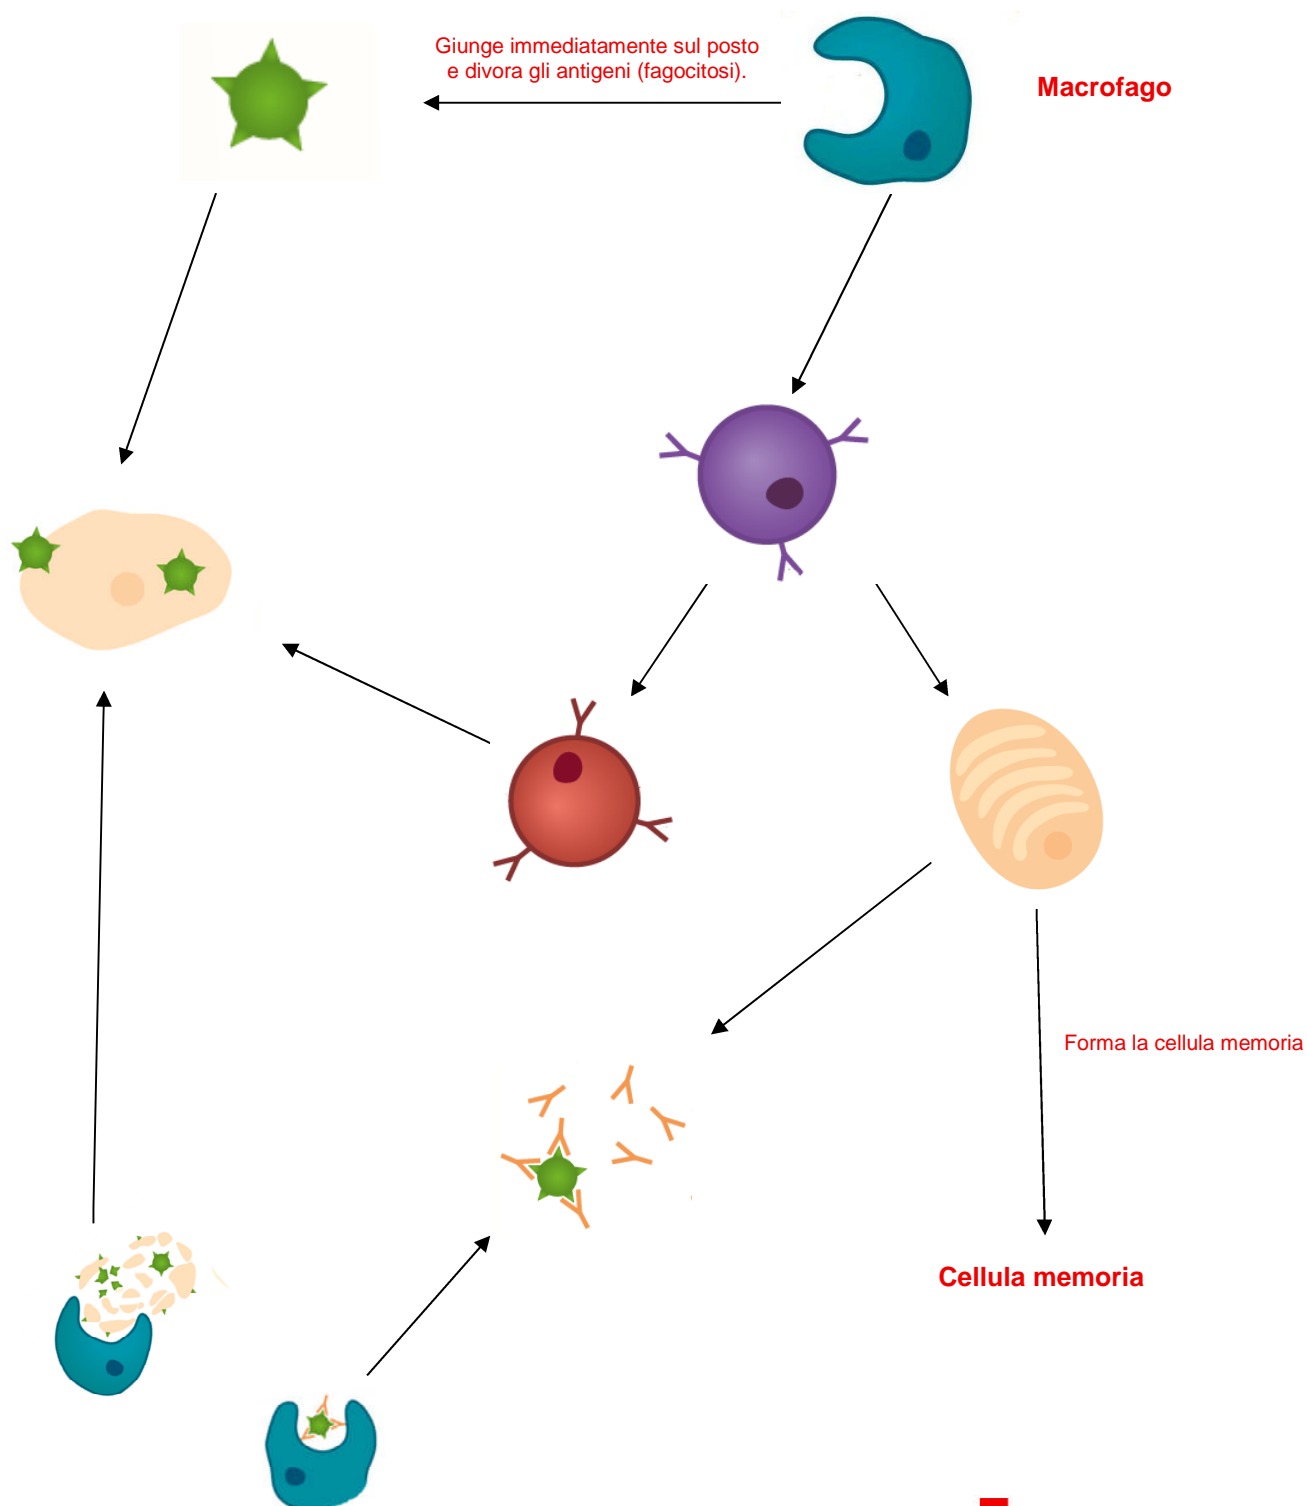 Giunge immediatamente sul posto
e divora gli antigeni (fagocitosi).
Macrofago
Forma la cellula memoria
Cellula memoria